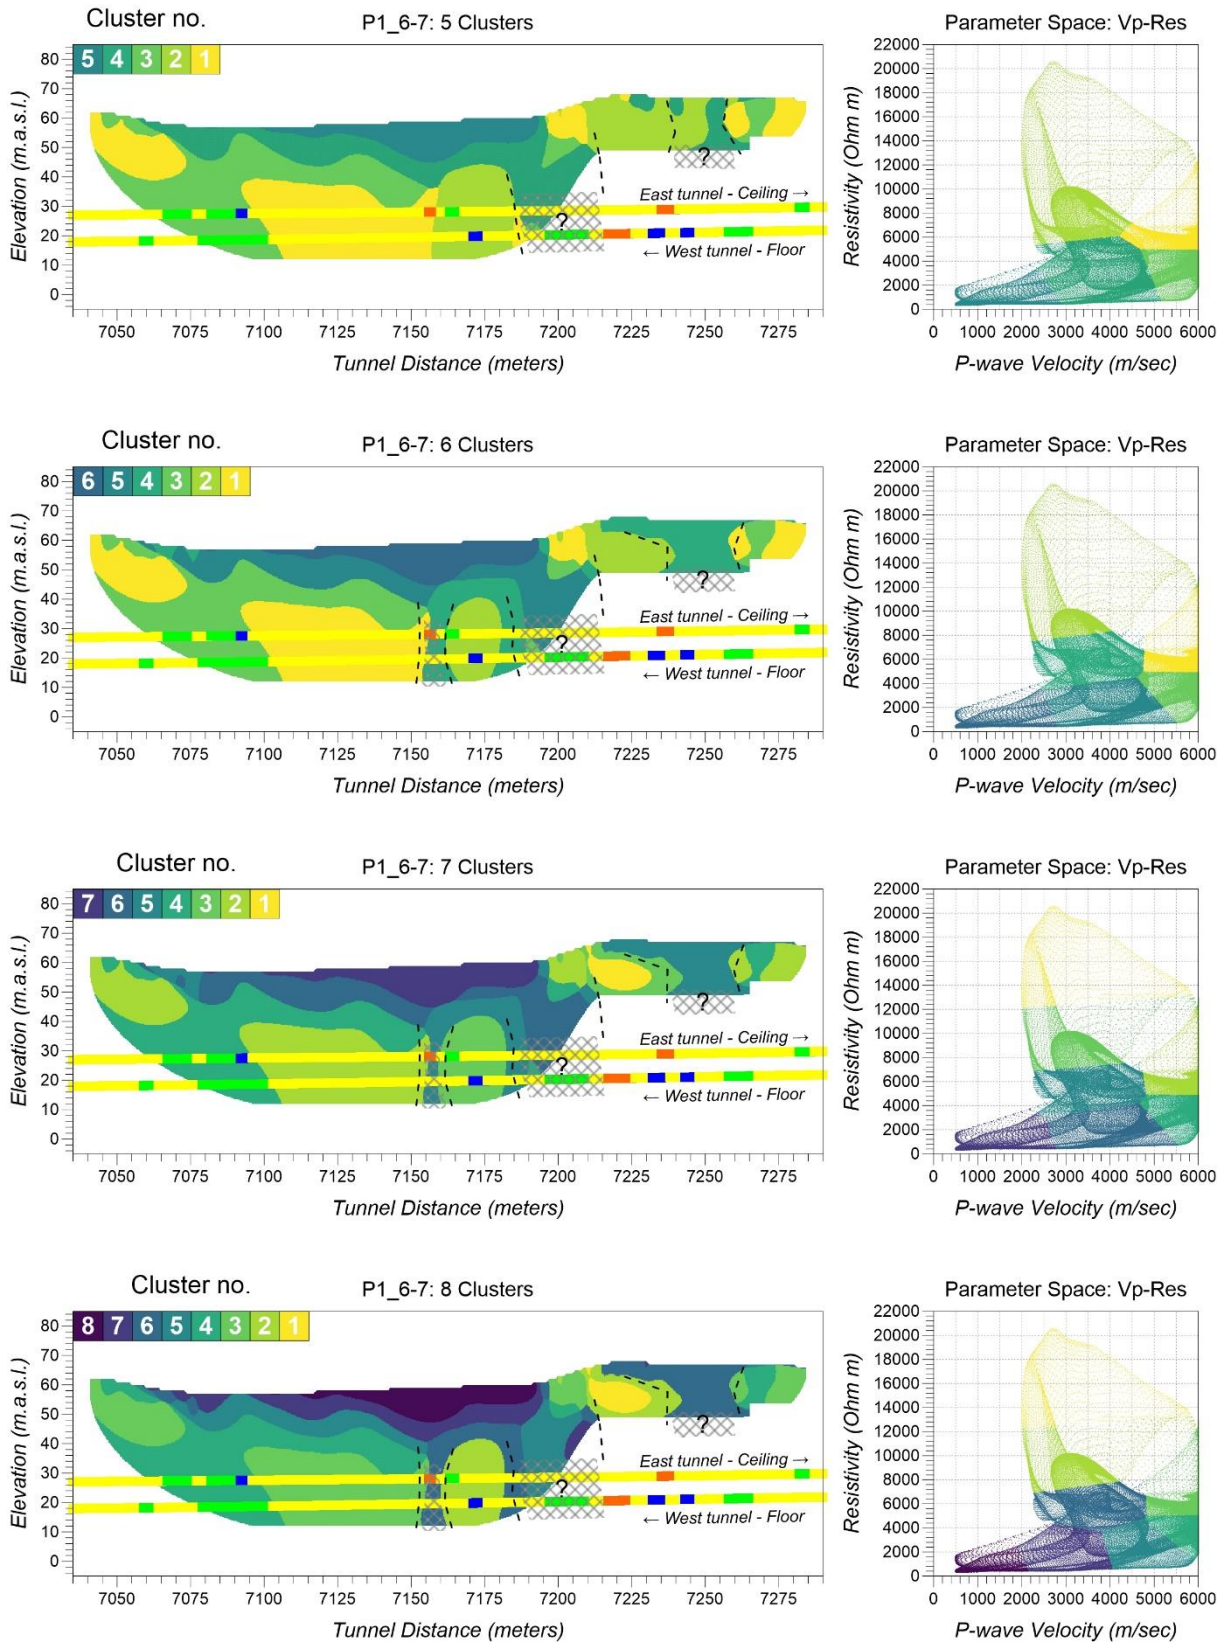 Cluster no.
P1_6-7: 5 Clusters
Parameter Space: Vp-Res
5 4 3 2 1
Elevation (m.a.s.l.)
80
70
60
50
40
30
20
10
0
?
East tunnel - Ceiling →
?
← West tunnel - Floor
7050 7075 7100 7125 7150 7175 7200 7225 7250 7275
Tunnel Distance (meters)
Resistivity (Ohm m)
22000
20000
18000
16000
14000
12000
10000
8000
6000
4000
2000
0
0 1000 2000 3000 4000 5000 6000
P-wave Velocity (m/sec)
Cluster no.
P1_6-7: 6 Clusters
Parameter Space: Vp-Res
6 5 4 3 2 1
Elevation (m.a.s.l.)
80
70
60
50
40
30
20
10
0
?
East tunnel - Ceiling →
?
← West tunnel - Floor
7050 7075 7100 7125 7150 7175 7200 7225 7250 7275
Tunnel Distance (meters)
Resistivity (Ohm m)
22000
20000
18000
16000
14000
12000
10000
8000
6000
4000
2000
0
0 1000 2000 3000 4000 5000 6000
P-wave Velocity (m/sec)
Cluster no.
P1_6-7: 7 Clusters
Parameter Space: Vp-Res
7 6 5 4 3 2 1
Elevation (m.a.s.l.)
80
70
60
50
40
30
20
10
0
?
East tunnel - Ceiling →
?
← West tunnel - Floor
7050 7075 7100 7125 7150 7175 7200 7225 7250 7275
Tunnel Distance (meters)
Resistivity (Ohm m)
22000
20000
18000
16000
14000
12000
10000
8000
6000
4000
2000
0
0 1000 2000 3000 4000 5000 6000
P-wave Velocity (m/sec)
Cluster no.
P1_6-7: 8 Clusters
Parameter Space: Vp-Res
8 7 6 5 4 3 2 1
Elevation (m.a.s.l.)
80
70
60
50
40
30
20
10
0
?
East tunnel - Ceiling →
?
← West tunnel - Floor
7050 7075 7100 7125 7150 7175 7200 7225 7250 7275
Tunnel Distance (meters)
Resistivity (Ohm m)
22000
20000
18000
16000
14000
12000
10000
8000
6000
4000
2000
0
0 1000 2000 3000 4000 5000 6000
P-wave Velocity (m/sec)